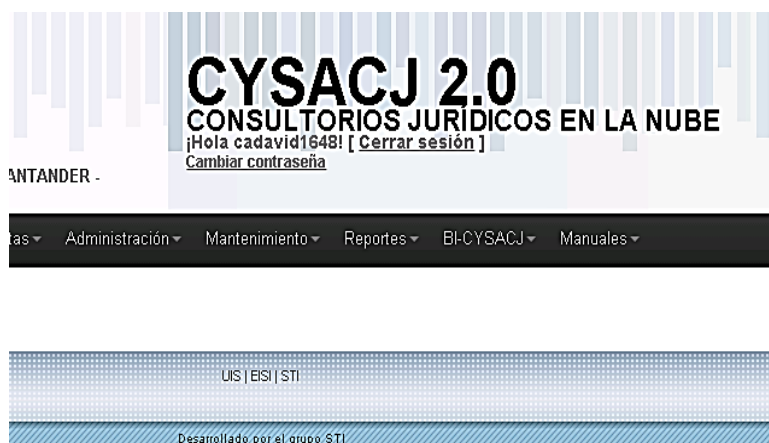 CYSACJ 2.0
CONSULTORIOS JURÍDICOS EN LA NUBE
¡Hola cadavid1648! [ Cerrar sesión ]
Cambiar contraseña
ANTANDER -
tas Administración Mantenimiento Reportes BI-CYSACJ Manuales
UIS | EISI | STI
Desarrollado por el grupo STI